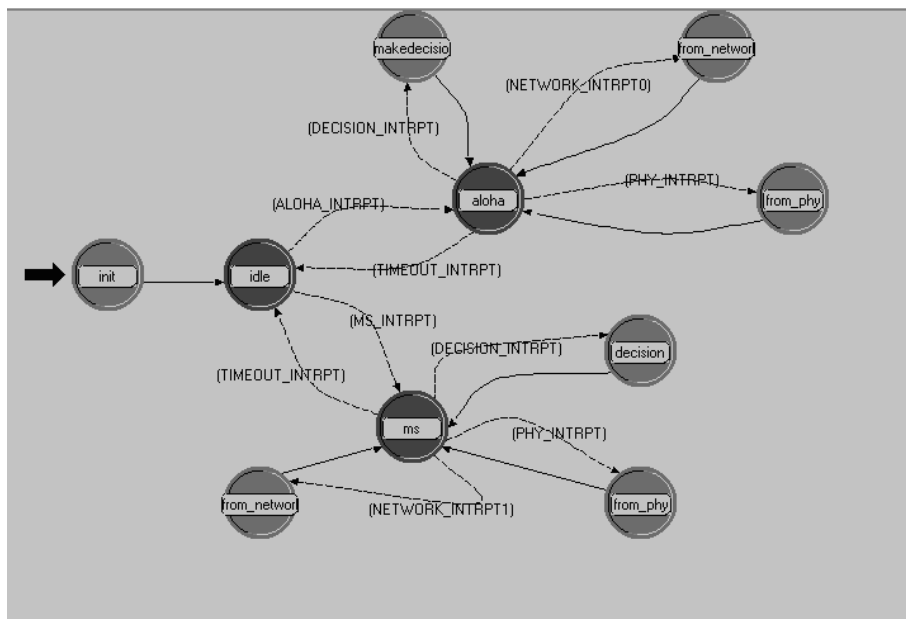 makedecisio
from_networ
(NETWORK_INTRPT0)
(DECISION_INTRPT)
(PHY_INTRPT)
aloha
from_phy
(ALOHA_INTRPT)
(TIMEOUT_INTRPT)
init
idle
(MS_INTRPT)
(DECISION_INTRPT)
decision
(TIMEOUT_INTRPT)
ms
(PHY_INTRPT)
from_networ
(NETWORK_INTRPT1)
from_phy